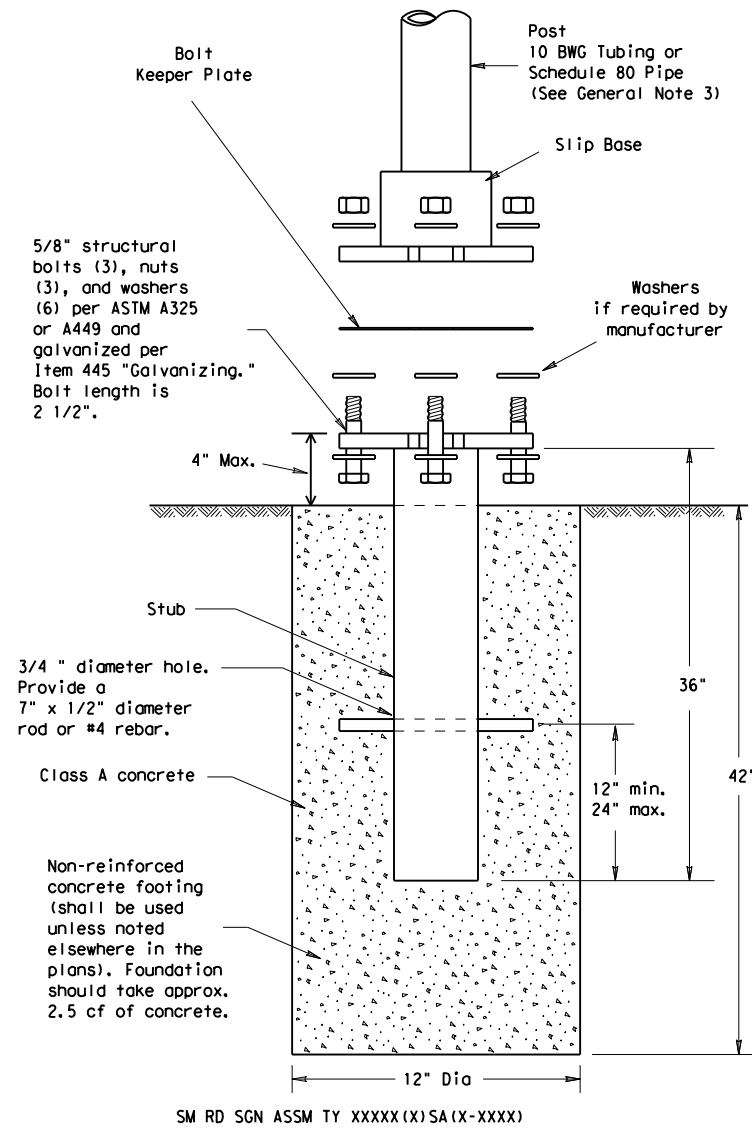 Bolt
Keeper Plate
Post
10 BWG Tubing or
Schedule 80 Pipe
(See General Note 3)
Slip Base
5/8" structural
bolts (3), nuts
(3), and washers
(6) per ASTM A325
or A449 and
galvanized per
Item 445 "Galvanizing."
Bolt length is
2 1/2".
Washers
if required by
manufacturer
4" Max.
Stub
3/4 " diameter hole.
Provide a
7" x 1/2" diameter
rod or #4 rebar.
36"
Class A concrete
12" min.
24" max.
42"
Non-reinforced
concrete footing
(shall be used
unless noted
elsewhere in the
plans). Foundation
should take approx.
2.5 cf of concrete.
12" Dia
SM RD SGN ASSM TY XXXXX(X)SA(X-XXXX)